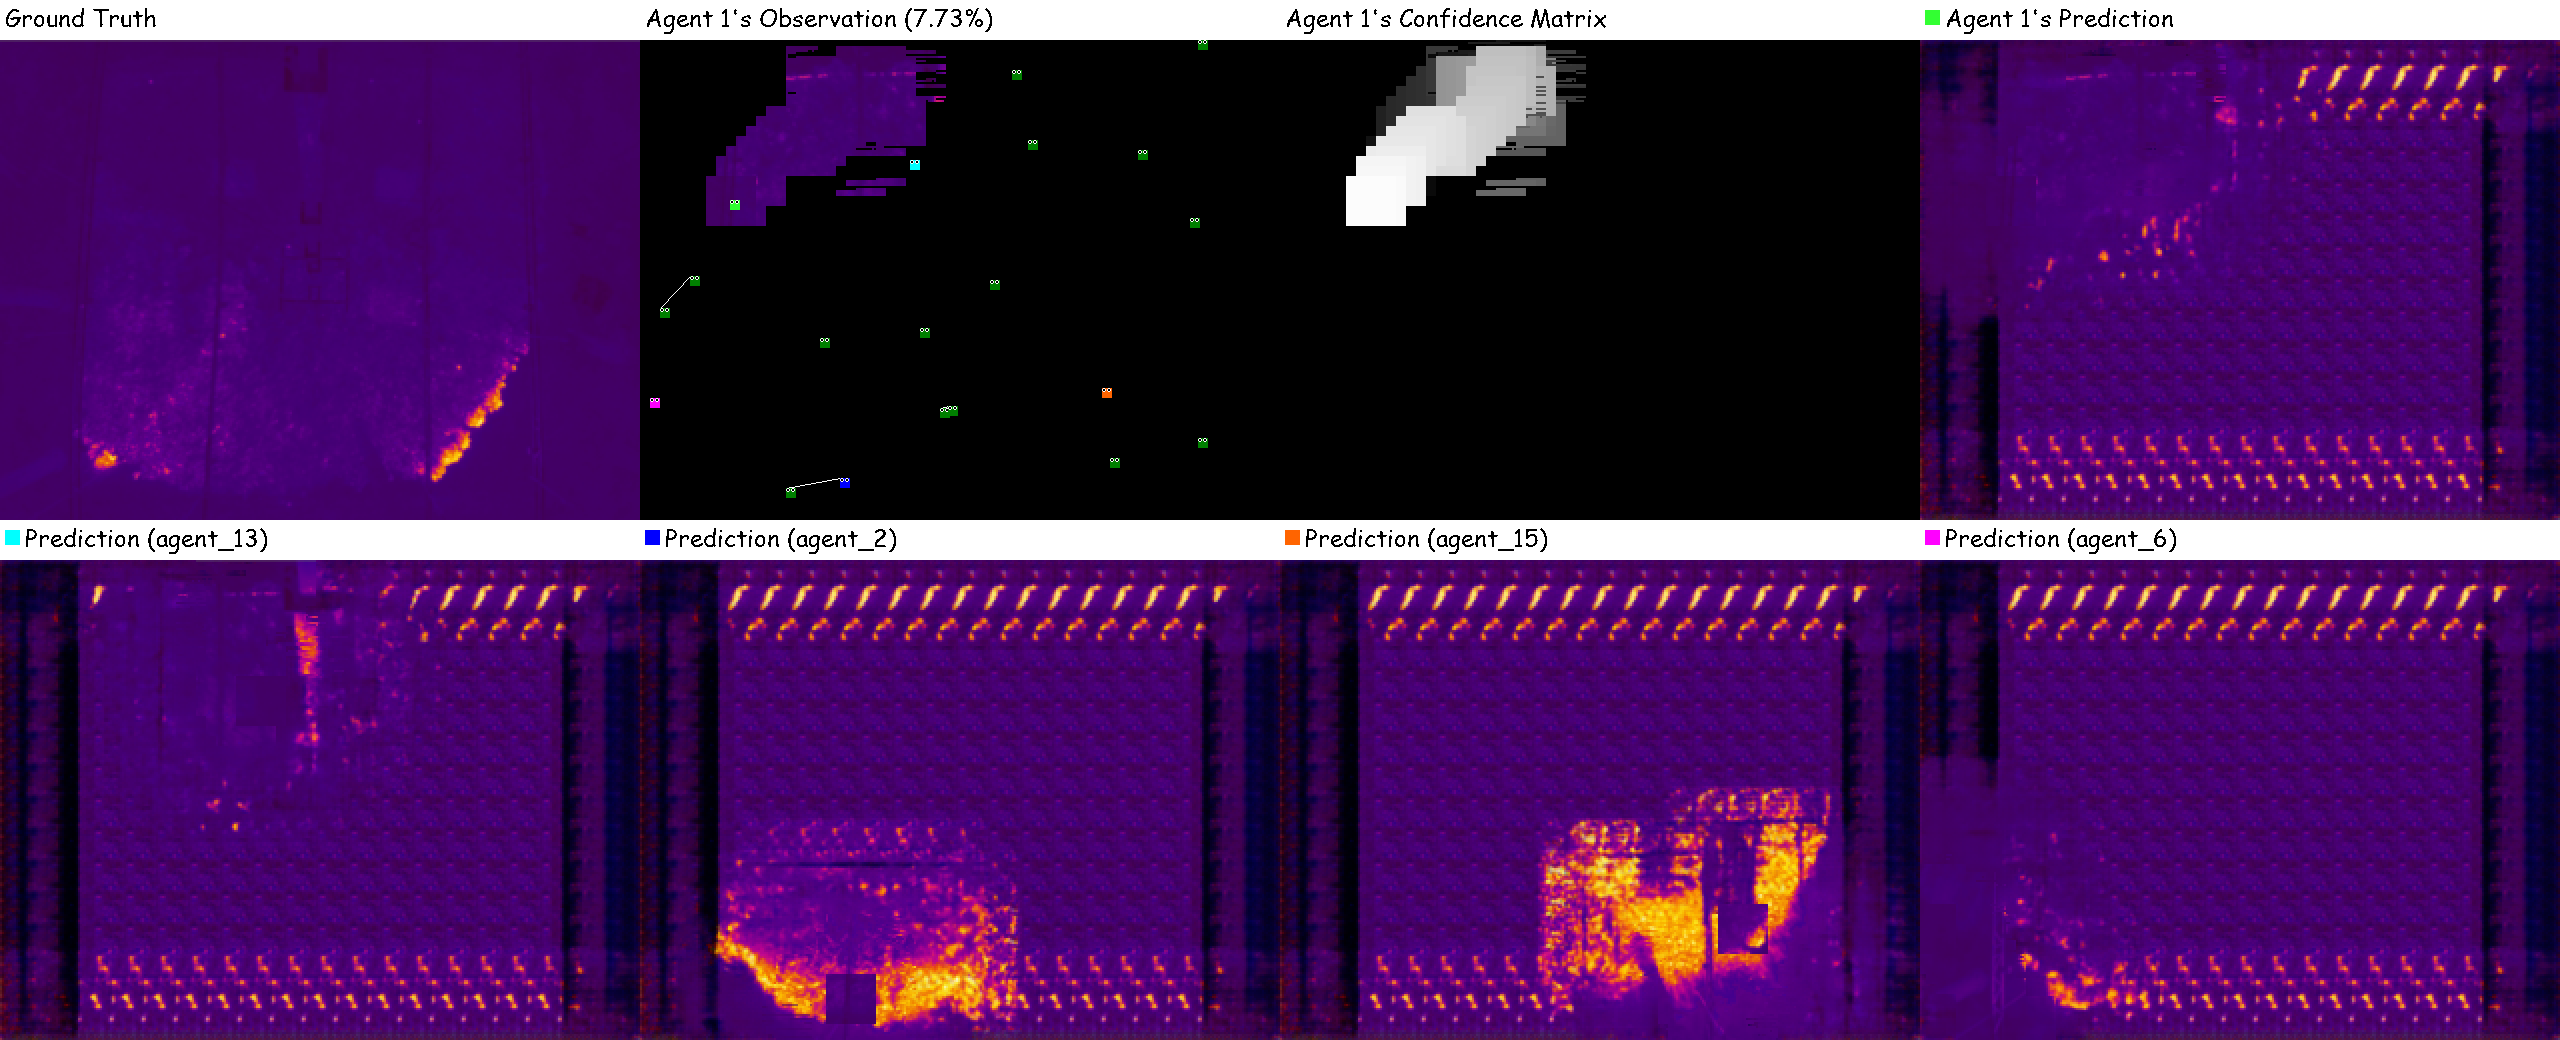 Ground Truth
Agent 1's Observation (7.73%)
Agent 1's Confidence Matrix
Agent 1's Prediction
Prediction (agent_13)
Prediction (agent_2)
Prediction (agent_15)
Prediction (agent_6)